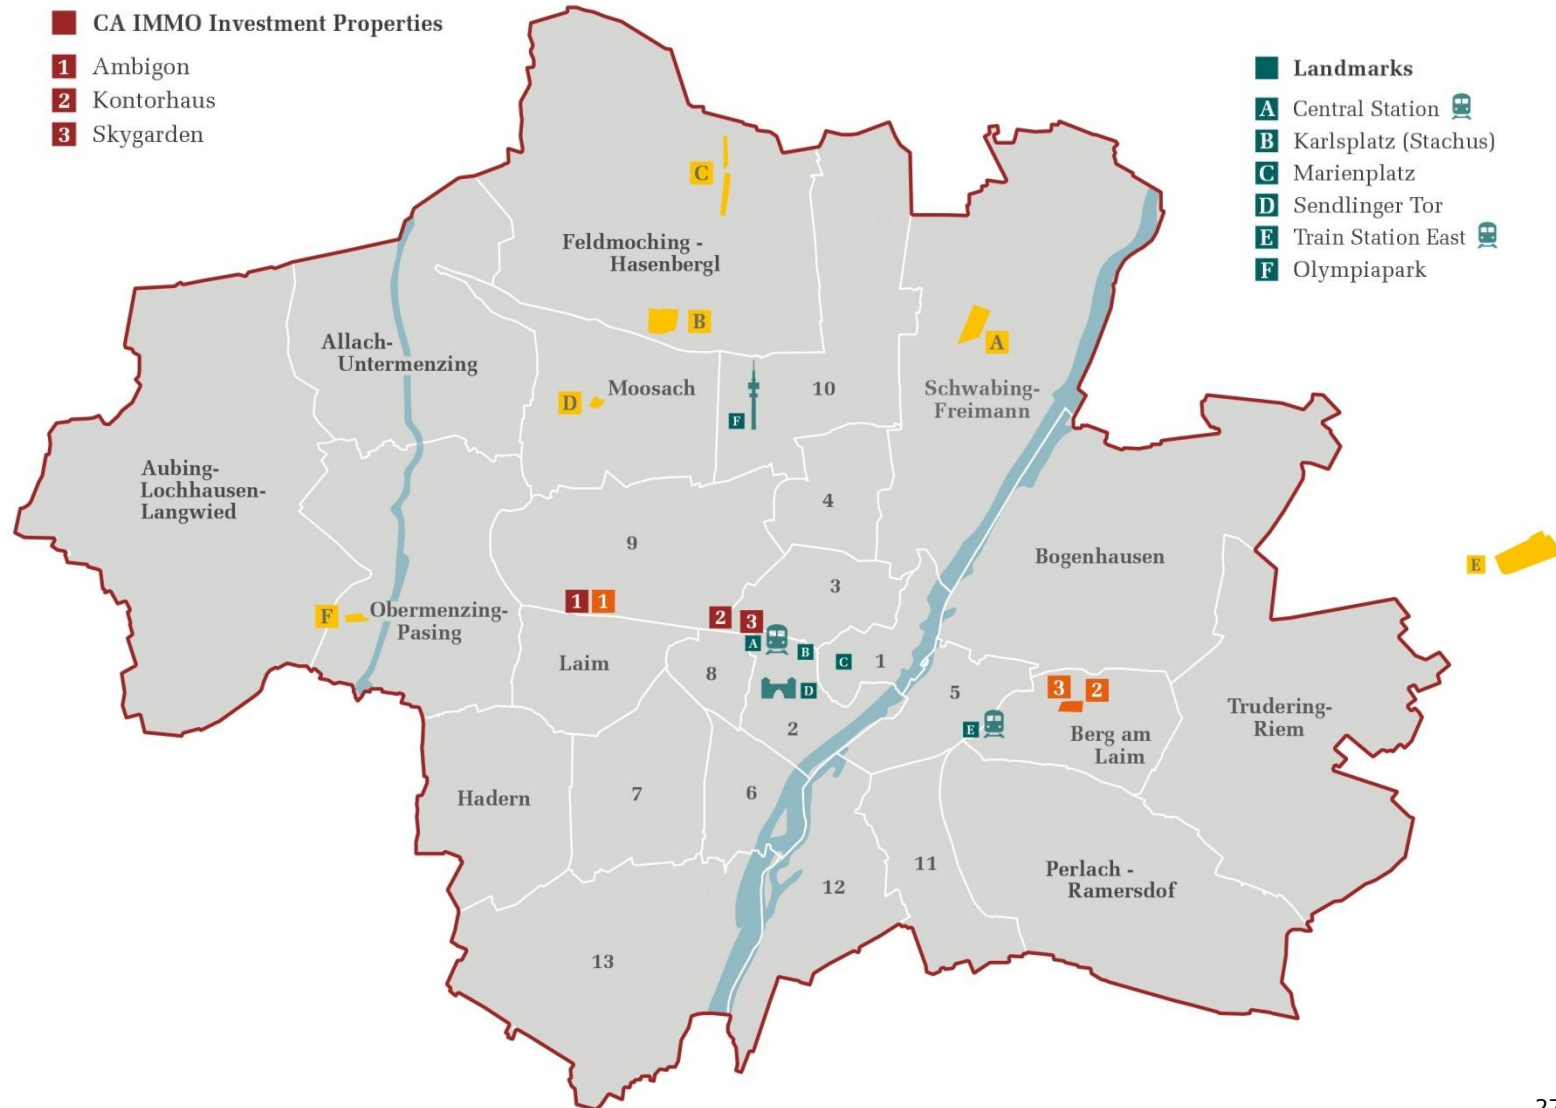 CA IMMO Investment Properties
1 Ambigon
2 Kontorhaus
3 Skygarden
Landmarks
A Central Station
B Karlsplatz (Stachus)
C Marienplatz
D Sendlinger Tor
E Train Station East
F Olympiapark
C
Feldmoching -
Hasenbergl
B
A
Allach-
Untermenzing
D
Moosach
F
10
Schwabing-
Freimann
Aubing-
Lochhausen-
Langwied
4
9
Bogenhausen
E
3
1 1
2
3
F
Obermenzing-
Pasing
A
B
C
1
Laim
8
D
2
5
3 2
E
Berg am
Laim
Trudering-
Riem
Hadern
7
6
11
12
Perlach -
Ramersdof
13